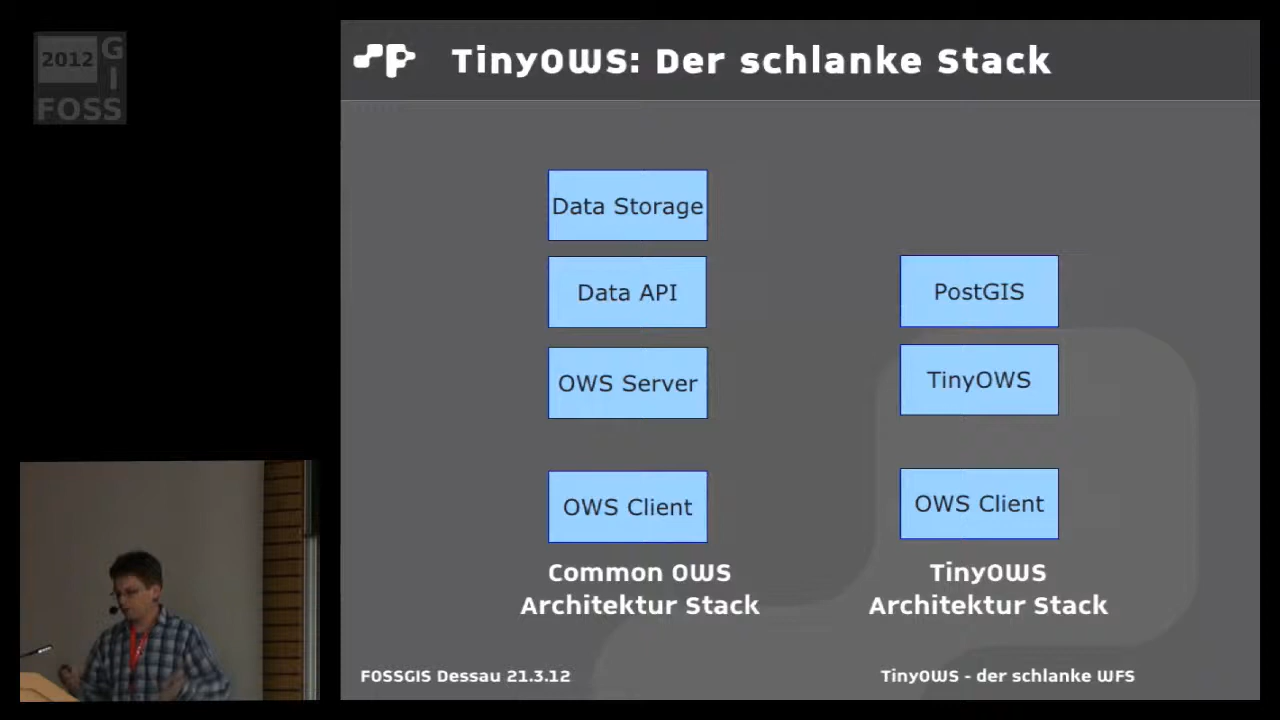 2012 GI
FOSS
TinyOWS: Der schlanke Stack
Data Storage
Data API
OWS Server
OWS Client
Common OWS
Architektur Stack
PostGIS
TinyOWS
OWS Client
TinyOWS
Architektur Stack
FOSSGIS Dessau 21.3.12
TinyOWS - der schlanke WFS